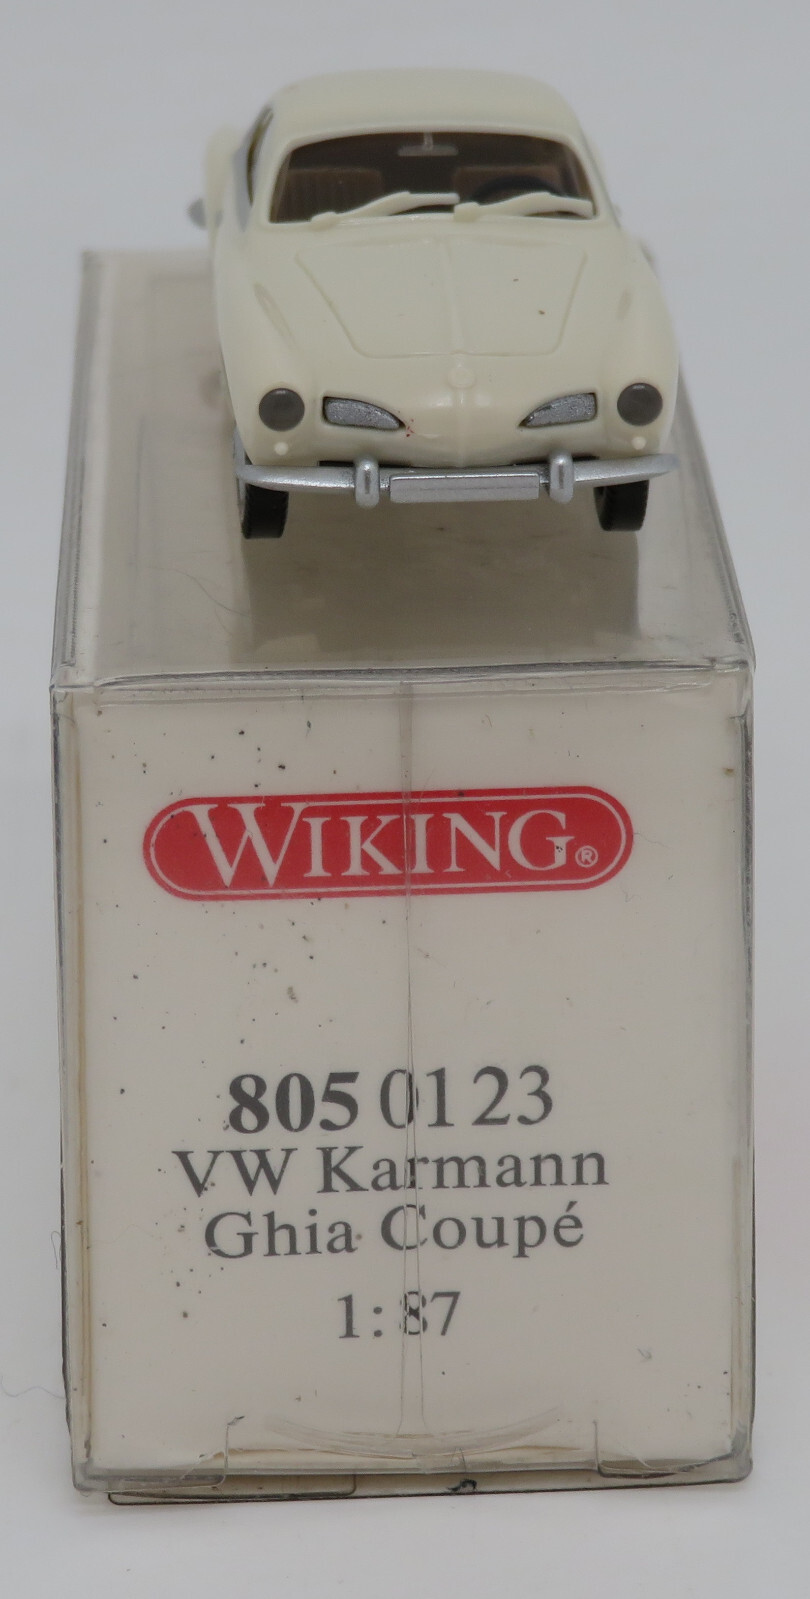 WIKING®
805 01 23
VW Karmann
Ghia Coupé
1:87